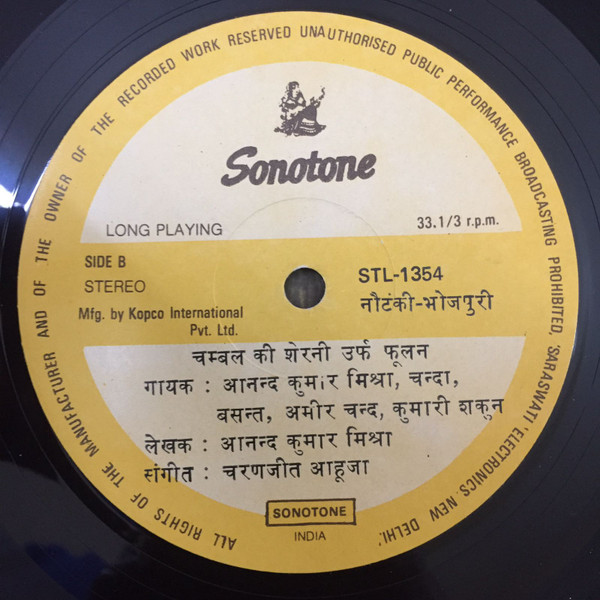 ALL RIGHTS OF THE MANUFACTURER AND OF THE OWNER OF THE RECORDED WORK RESERVED UNAUTHORISED PUBLIC PERFORMANCE BROADCASTING PROHIBITED, 'SARASWATI' ELECTRONICS. NEW DELHI.'
Sonotone
LONG PLAYING
33.1/3 r.p.m.
SIDE B
STEREO
Mfg. by Kopco International
Pvt. Ltd.
STL-1354
नौटंकी-भोजपुरी
चम्बल की शेरनी उर्फ फूलन
गायक : आनन्द कुमार मिश्रा, चन्दा,
बसन्त, अमीर चन्द, कुमारी शकुन
लेखक : आनन्द कुमार मिश्रा
संगीत : चरणजीत आहूजा
SONOTONE
INDIA